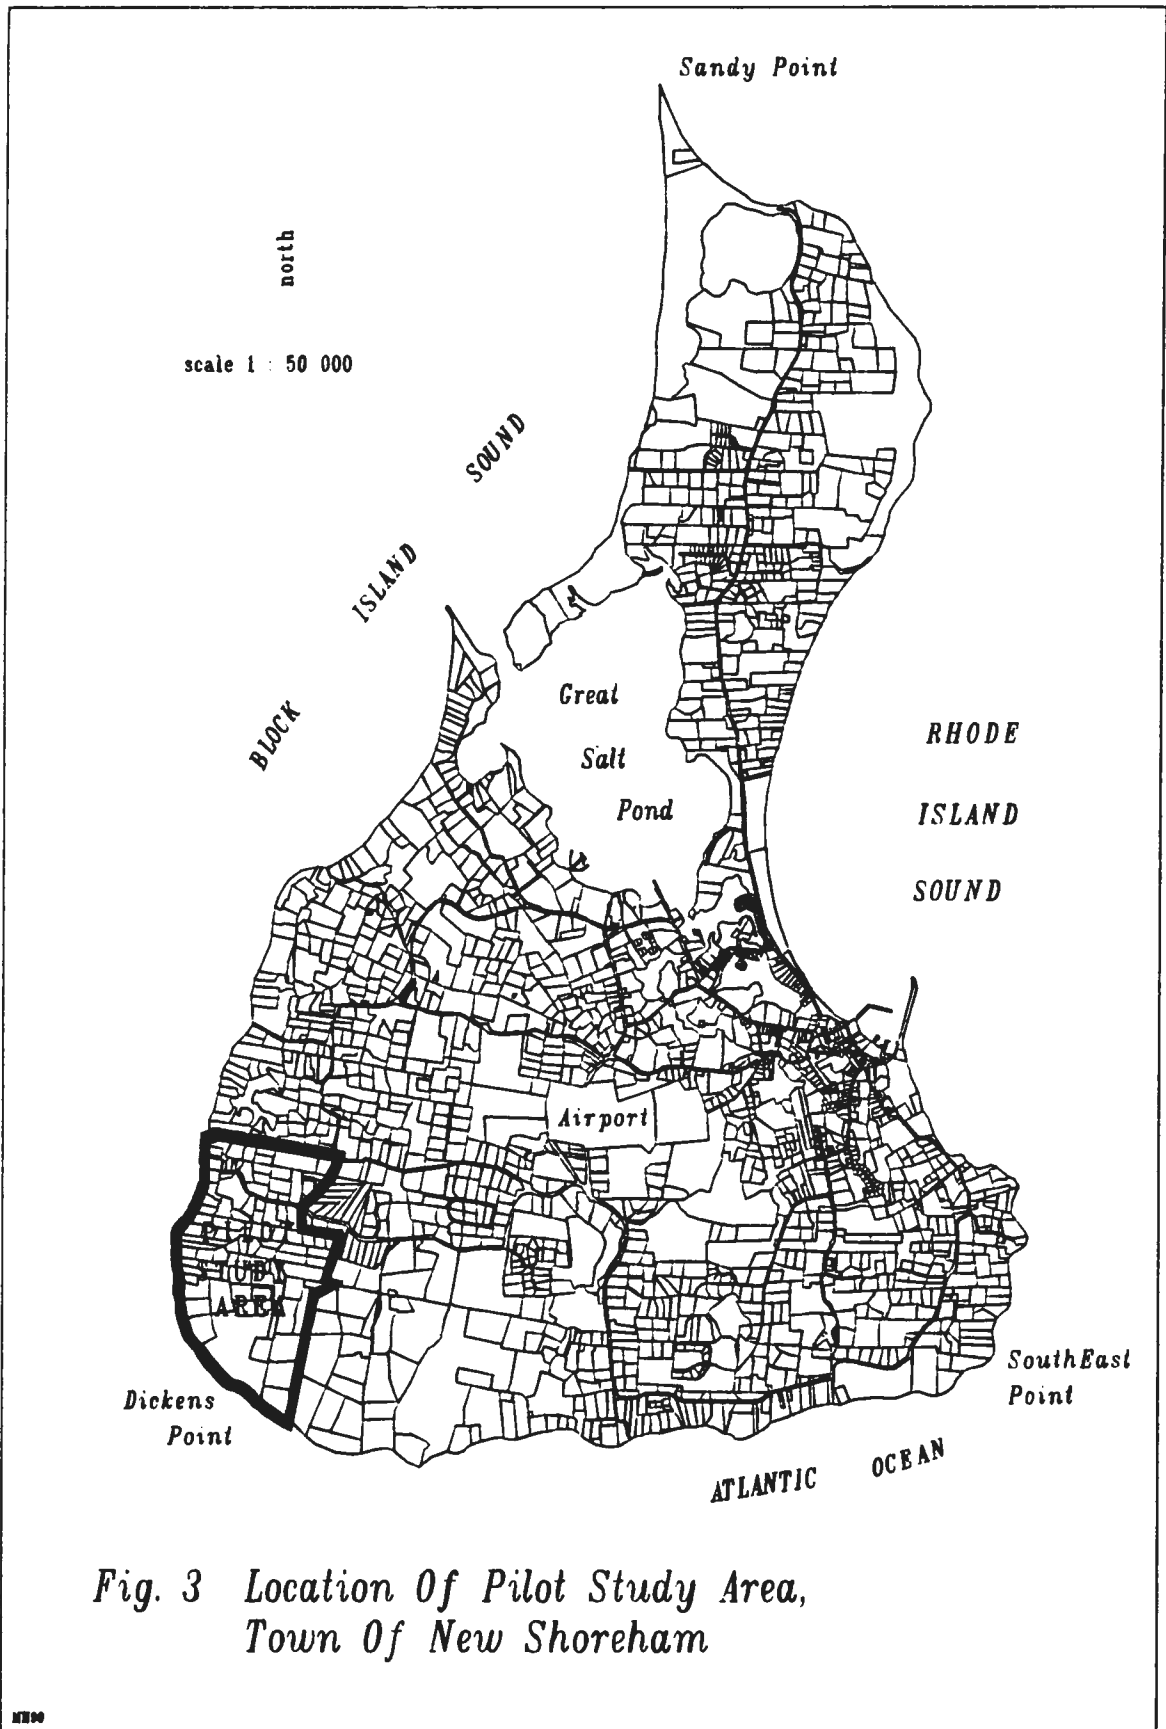 Sandy Point
north
scale 1 : 50 000
BLOCK ISLAND SOUND
Great
Salt
Pond
RHODE
ISLAND
SOUND
Airport
PILOT
STUDY
AREA
Dickens
Point
SouthEast
Point
ATLANTIC OCEAN
Fig. 3 Location Of Pilot Study Area,
Town Of New Shoreham